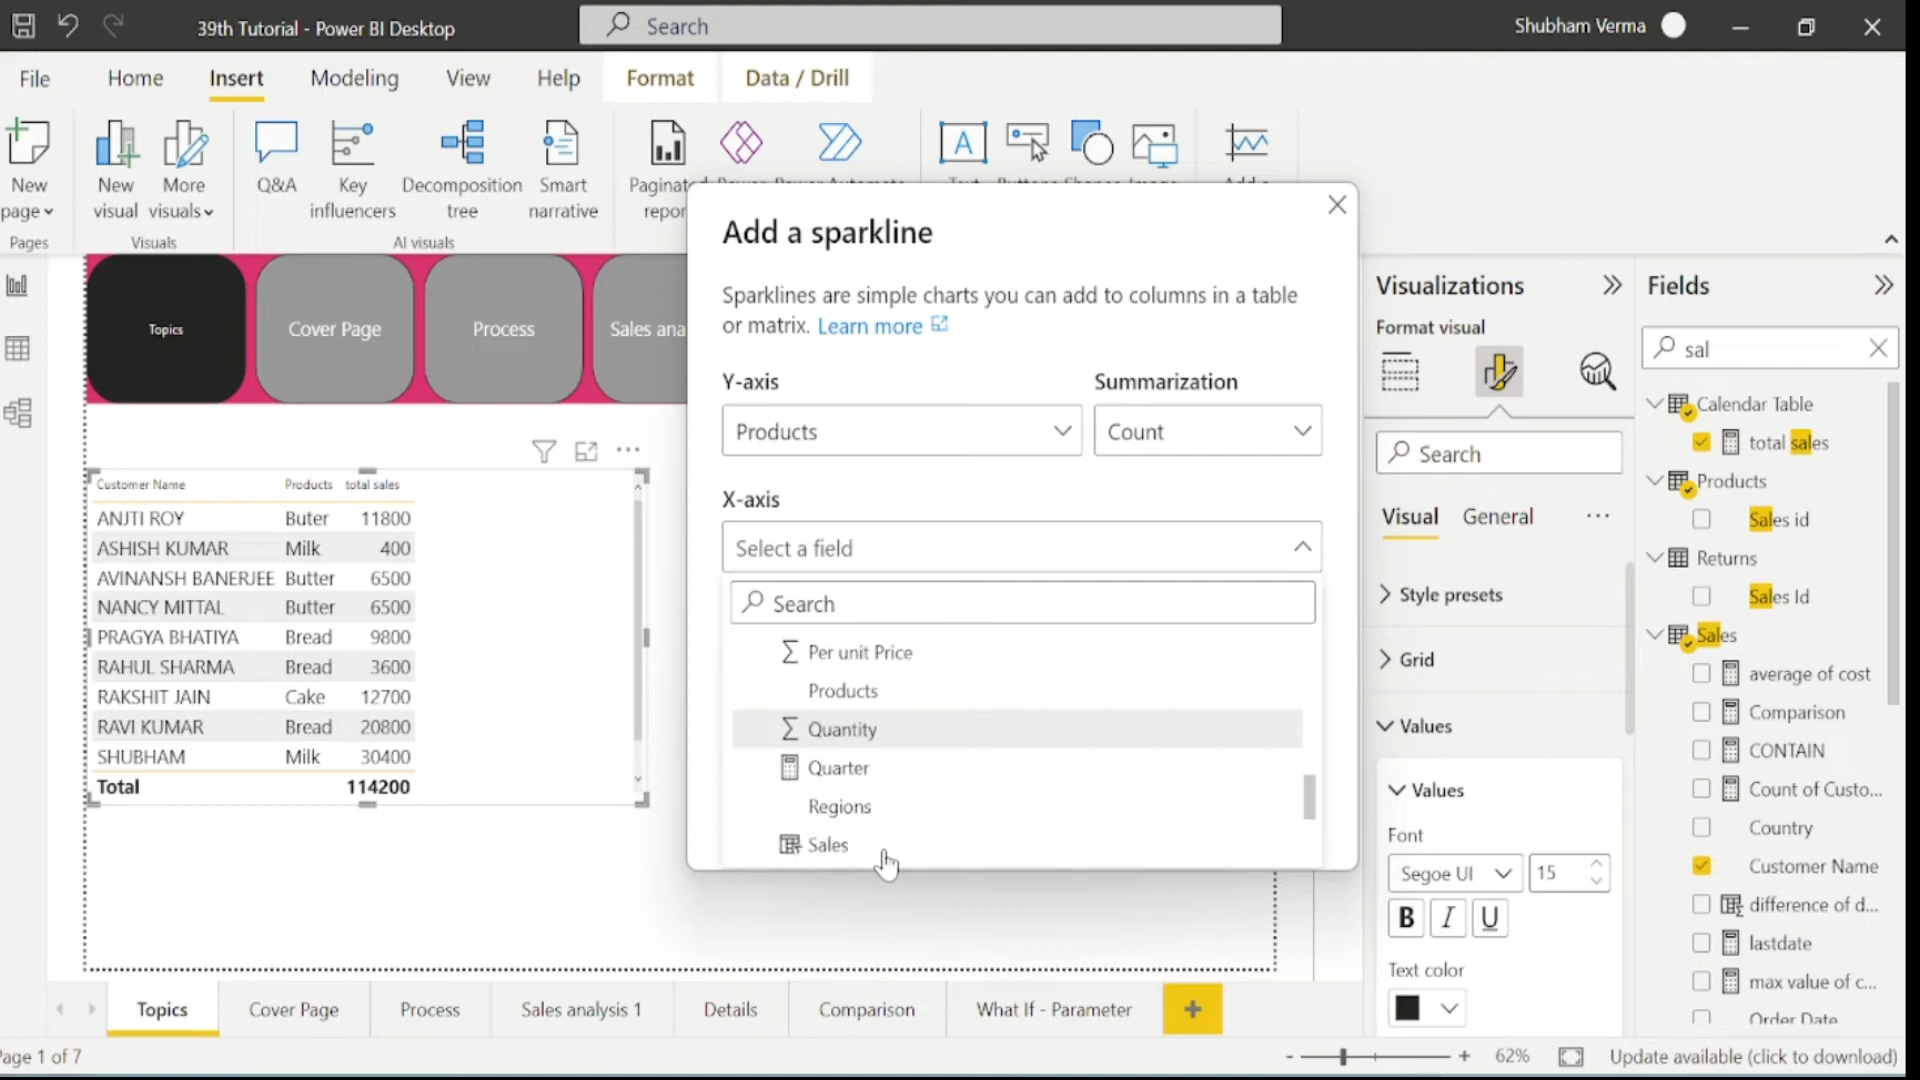 39th Tutorial - Power BI Desktop
Search
Shubham Verma
File Home Insert Modeling View Help Format Data / Drill
New page
New visual
More visuals
Q&A
Key influencers
Decomposition tree
Smart narrative
Pages
Visuals
AI visuals
Topics
Cover Page
Process
Customer Name Products total sales
ANJTI ROY Buter 11800
ASHISH KUMAR Milk 400
AVINANSH BANERJEE Butter 6500
NANCY MITTAL Butter 6500
PRAGYA BHATIYA Bread 9800
RAHUL SHARMA Bread 3600
RAKSHIT JAIN Cake 12700
RAVI KUMAR Bread 20800
SHUBHAM Milk 30400
Total 114200
Add a sparkline
Sparklines are simple charts you can add to columns in a table
or matrix. Learn more
Y-axis Summarization
Products Count
X-axis
Select a field
Search
Per unit Price
Products
Quantity
Quarter
Regions
Sales
Visualizations
Format visual
Search
Visual General
Style presets
Grid
Values
Values
Font
Segoe UI 15
B I U
Text color
Fields
sal
Calendar Table
total sales
Products
Sales id
Returns
Sales Id
Sales
average of cost
Comparison
CONTAIN
Count of Custo...
Country
Customer Name
difference of d...
lastdate
max value of c...
Order Date
Topics Cover Page Process Sales analysis 1 Details Comparison What If - Parameter +
Page 1 of 7
- + 62% Update available (click to download)